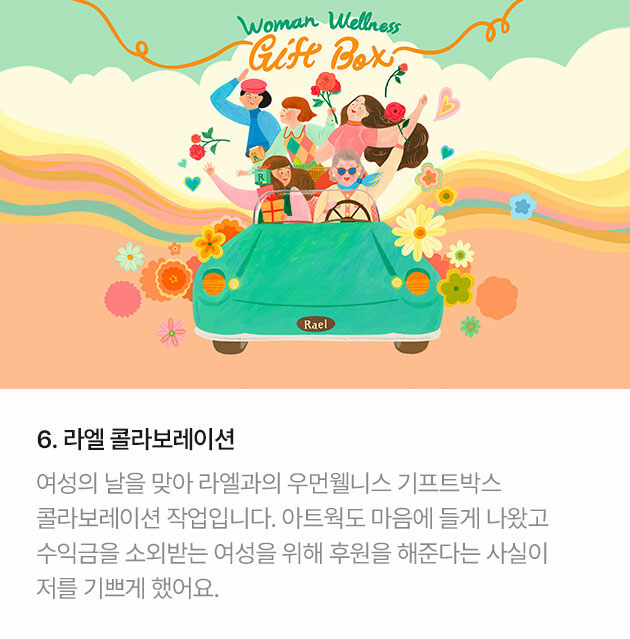 Woman Wellness
Gift Box
R
Rael
6. 라엘 콜라보레이션
여성의 날을 맞아 라엘과의 우먼웰니스 기프트박스
콜라보레이션 작업입니다. 아트웍도 마음에 들게 나왔고
수익금을 소외받는 여성을 위해 후원을 해준다는 사실이
저를 기쁘게 했어요.